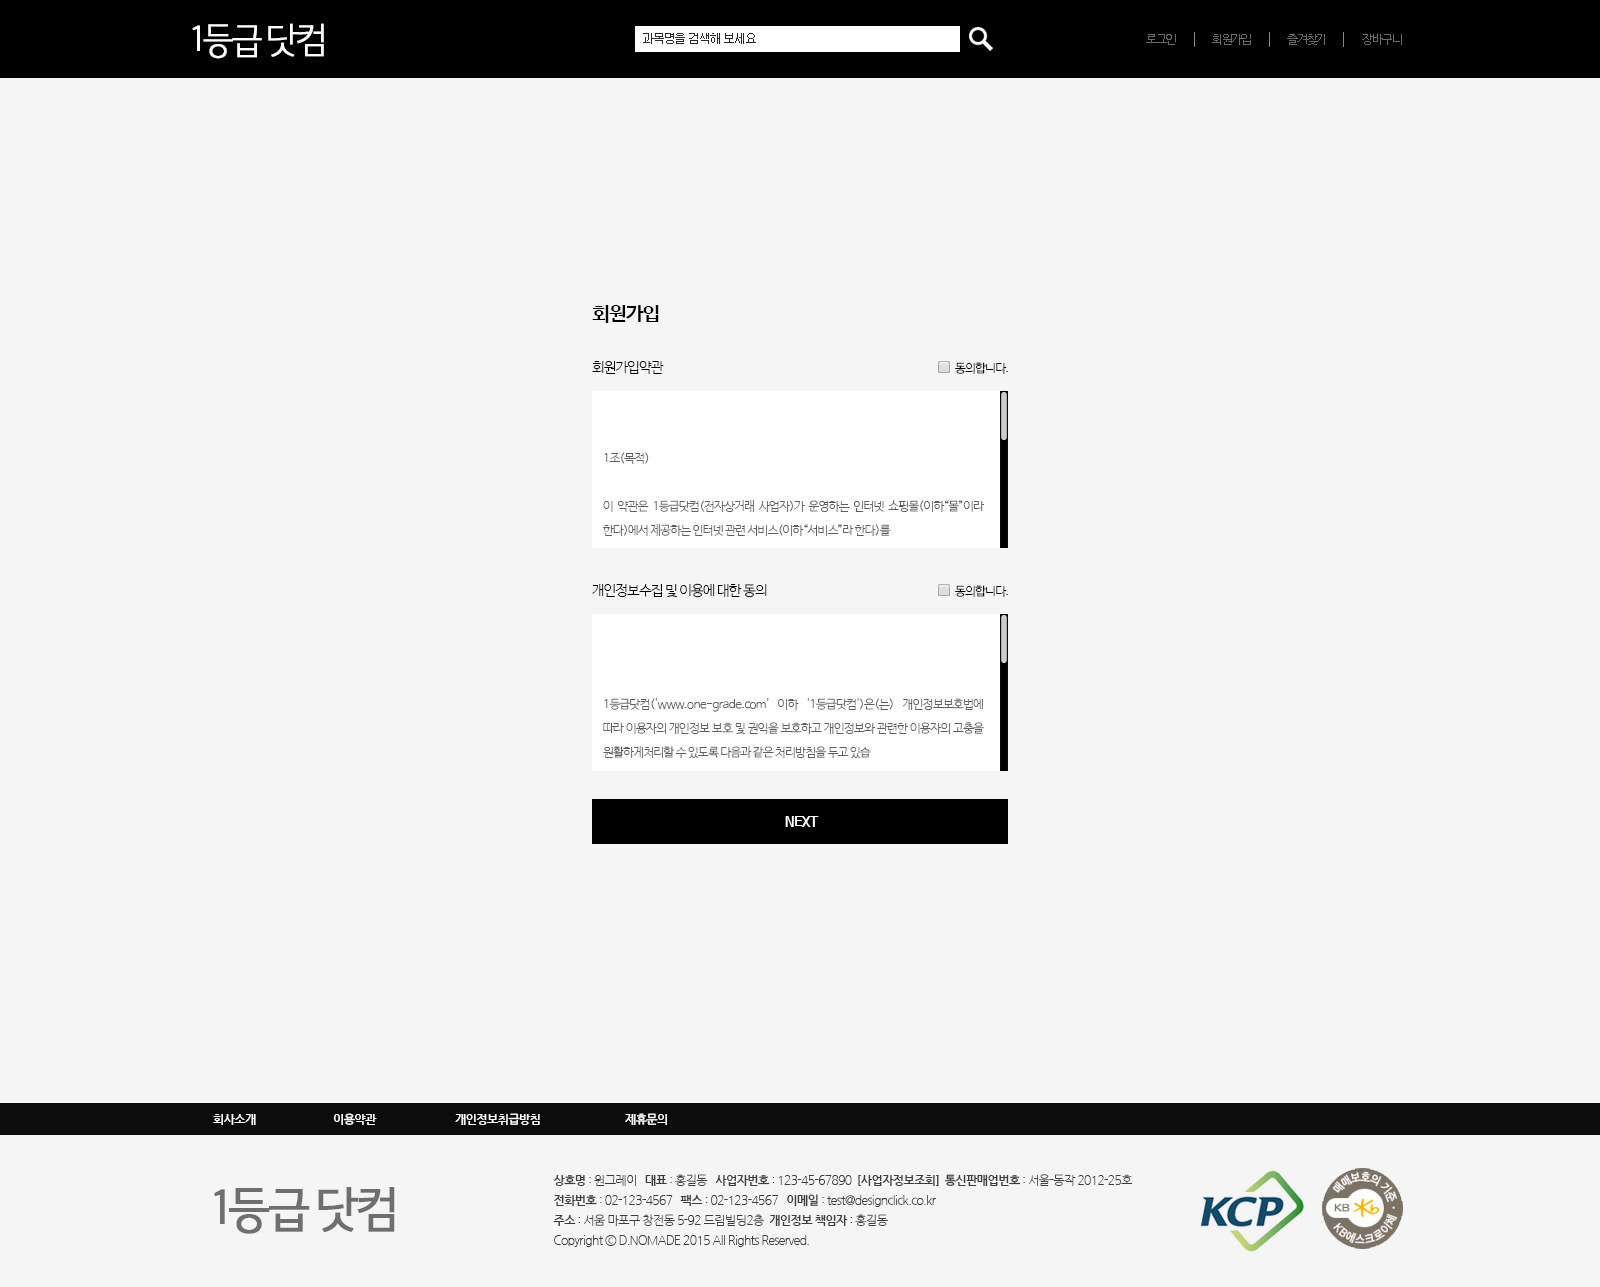 1등급 닷컴
과목명을 검색해 보세요
로그인 회원가입 즐겨찾기 장바구니
회원가입
회원가입약관 동의합니다.
1조(목적)
이 약관은 1등급닷컴(전자상거래 사업자)가 운영하는 인터넷 쇼핑몰(이하“몰”이라
한다)에서 제공하는 인터넷 관련 서비스(이하“서비스”라 한다)를
개인정보수집 및 이용에 대한 동의 동의합니다.
1등급닷컴('www.one-grade.com' 이하 '1등급닷컴')은(는) 개인정보보호법에
따라 이용자의 개인정보 보호 및 권익을 보호하고 개인정보와 관련한 이용자의 고충을
원활하게처리할 수 있도록 다음과 같은 처리방침을 두고 있습
NEXT
회사소개 이용약관 개인정보취급방침 제휴문의
1등급 닷컴
상호명 : 윈그레이 대표 : 홍길동 사업자번호 : 123-45-67890 [사업자정보조회] 통신판매업번호 : 서울-동작 2012-25호
전화번호 : 02-123-4567 팩스 : 02-123-4567 이메일 : test@designclick.co.kr
주소 : 서움 마포구 창전동 5-92 드림빌딩2층 개인정보 책임자 : 홍길동
Copyright ⓒ D.NOMADE 2015 All Rights Reserved.
KCP
매매보호의 기준
KB
KB에스크로이체